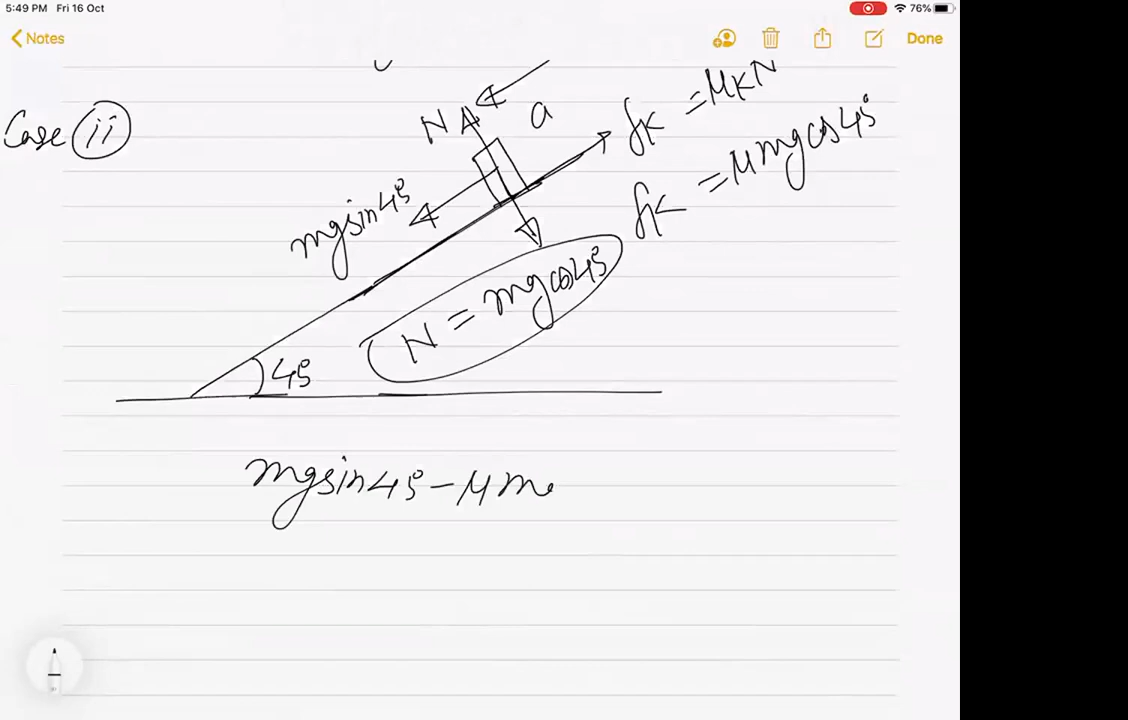 5:49 PM Fri 16 Oct
76%
Notes
Done
Case (ii)
N
a
fK = μKN
fK = μmgcos45°
mgsin45°
N = mgcos45°
45°
mgsin45° - μm